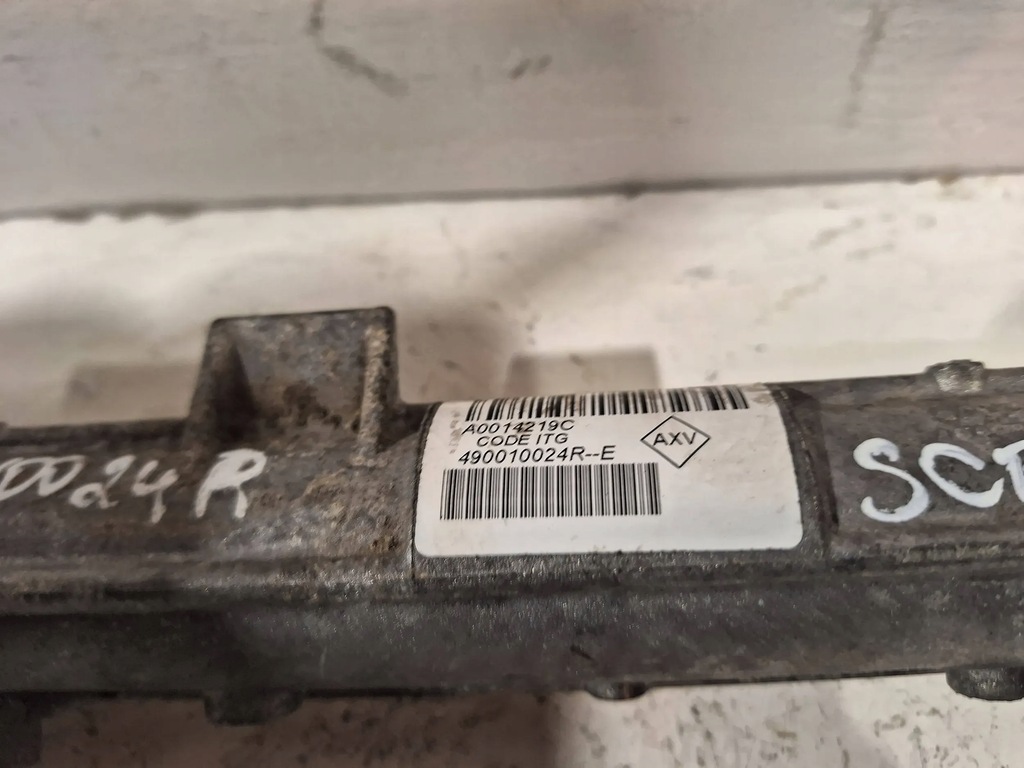 A0014219C
CODE ITG
490010024R--E
AXV
0024R
SC